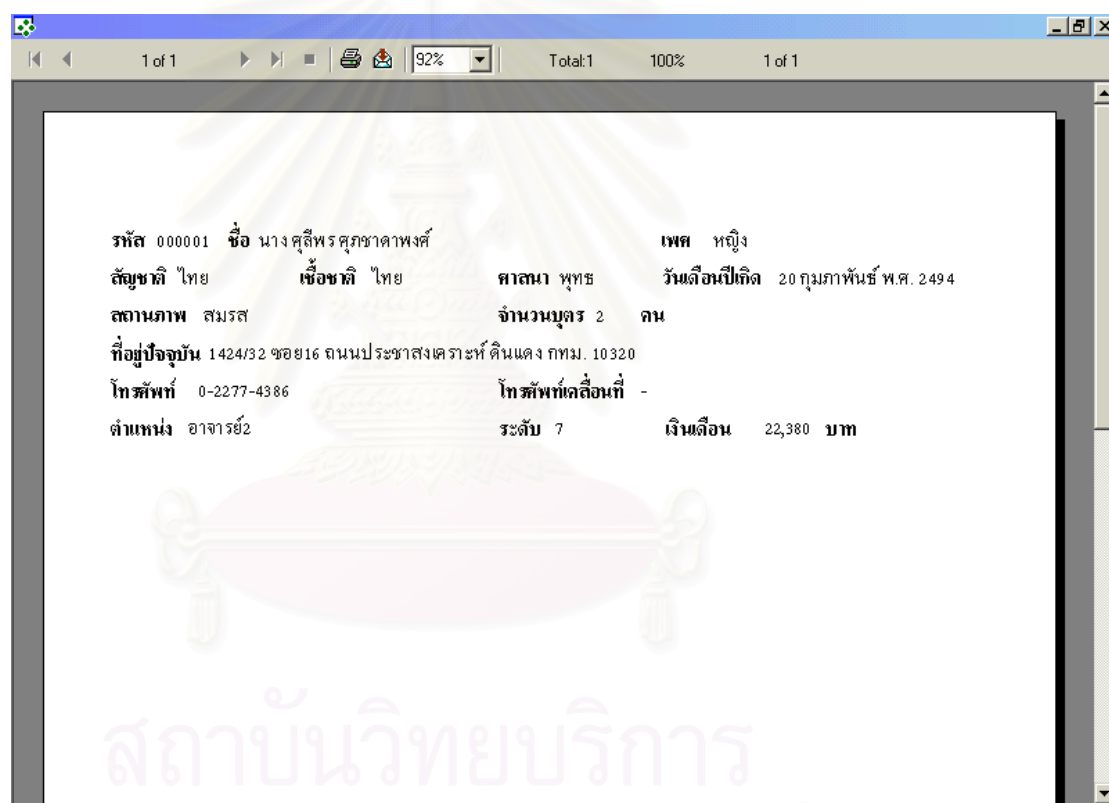 1 of 1 92% Total:1 100% 1 of 1
รหัส 000001 ชื่อ นางศุลีพร ศุภชาดาพงศ์ เพศ หญิง
สัญชาติ ไทย เชื้อชาติ ไทย ศาสนา พุทธ วันเดือนปีเกิด 20 กุมภาพันธ์ พ.ศ. 2494
สถานภาพ สมรส จำนวนบุตร 2 คน
ที่อยู่ปัจจุบัน 1424/32 ซอย16 ถนนประชาสงเคราะห์ ดินแดง กทม. 10320
โทรศัพท์ 0-2277-4386 โทรศัพท์เคลื่อนที่ -
ตำแหน่ง อาจารย์2 ระดับ 7 เงินเดือน 22,380 บาท
สถาบันวิทยบริการ